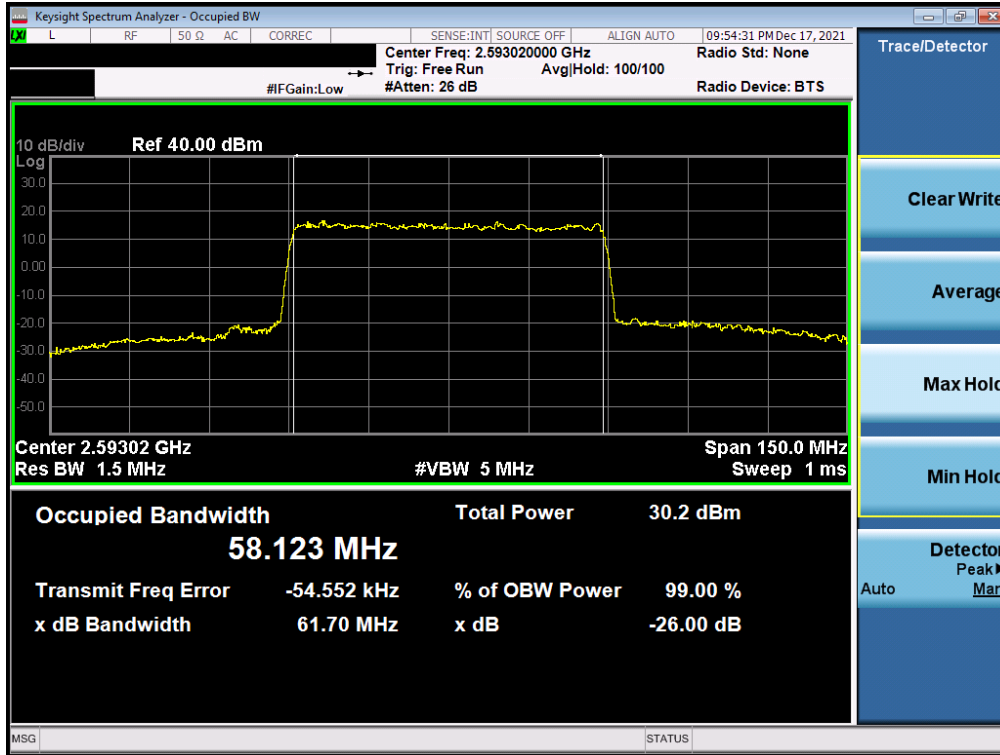 Keysight Spectrum Analyzer - Occupied BW
LXI L RF 50 Ω AC CORREC SENSE:INT SOURCE OFF ALIGN AUTO 09:54:31 PM Dec 17, 2021
Center Freq: 2.593020000 GHz Radio Std: None
Trig: Free Run Avg|Hold: 100/100
#IFGain:Low #Atten: 26 dB Radio Device: BTS
Trace/Detector
10 dB/div Ref 40.00 dBm
Log
30.0
20.0
10.0
0.00
-10.0
-20.0
-30.0
-40.0
-50.0
Center 2.59302 GHz Span 150.0 MHz
Res BW 1.5 MHz #VBW 5 MHz Sweep 1 ms
Occupied Bandwidth Total Power 30.2 dBm
58.123 MHz
Transmit Freq Error -54.552 kHz % of OBW Power 99.00 %
x dB Bandwidth 61.70 MHz x dB -26.00 dB
Clear Write
Average
Max Hold
Min Hold
Detector
Peak
Auto Man
MSG STATUS